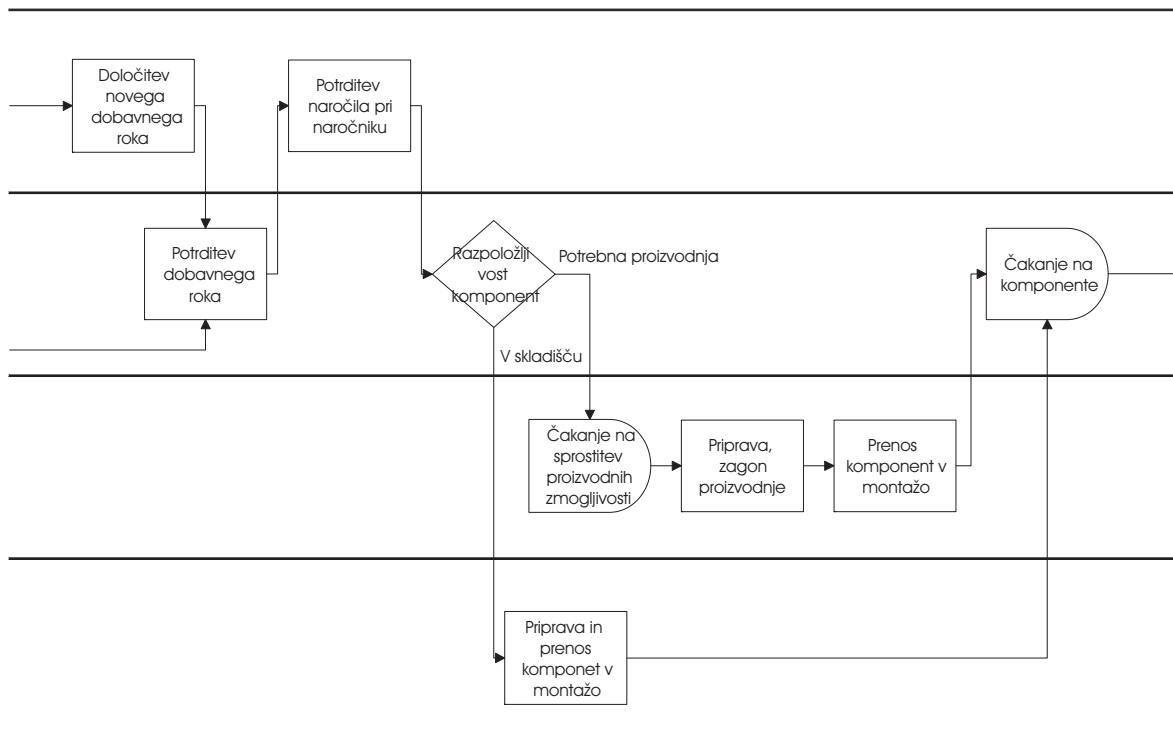 Določitev
novega
dobavnega
roka
Potrditev
naročila pri
naročniku
Potrditev
dobavnega
roka
Razpoložlji
vost
komponent
Potrebna proizvodnja
V skladišču
Čakanje na
komponente
Čakanje na
sprostitev
proizvodnih
zmogljivosti
Priprava,
zagon
proizvodnje
Prenos
komponent v
montažo
Priprava in
prenos
komponet v
montažo